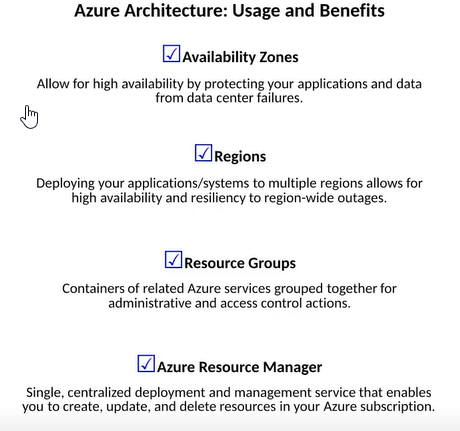 Azure Architecture: Usage and Benefits
Availability Zones
Allow for high availability by protecting your applications and data
from data center failures.
Regions
Deploying your applications/systems to multiple regions allows for
high availability and resiliency to region-wide outages.
Resource Groups
Containers of related Azure services grouped together for
administrative and access control actions.
Azure Resource Manager
Single, centralized deployment and management service that enables
you to create, update, and delete resources in your Azure subscription.